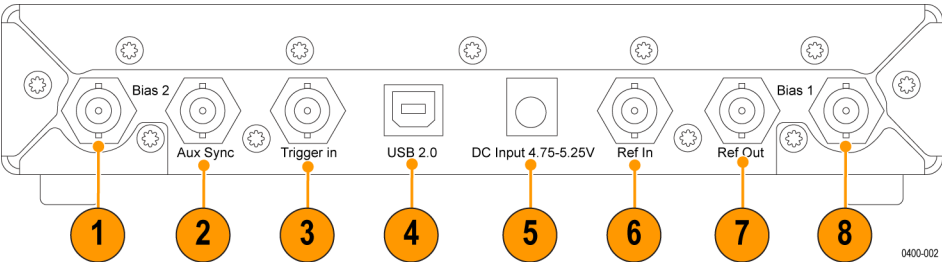 Bias 2
Bias 1
Aux Sync
Trigger in
USB 2.0
DC Input 4.75-5.25V
Ref In
Ref Out
1
2
3
4
5
6
7
8
0400-002